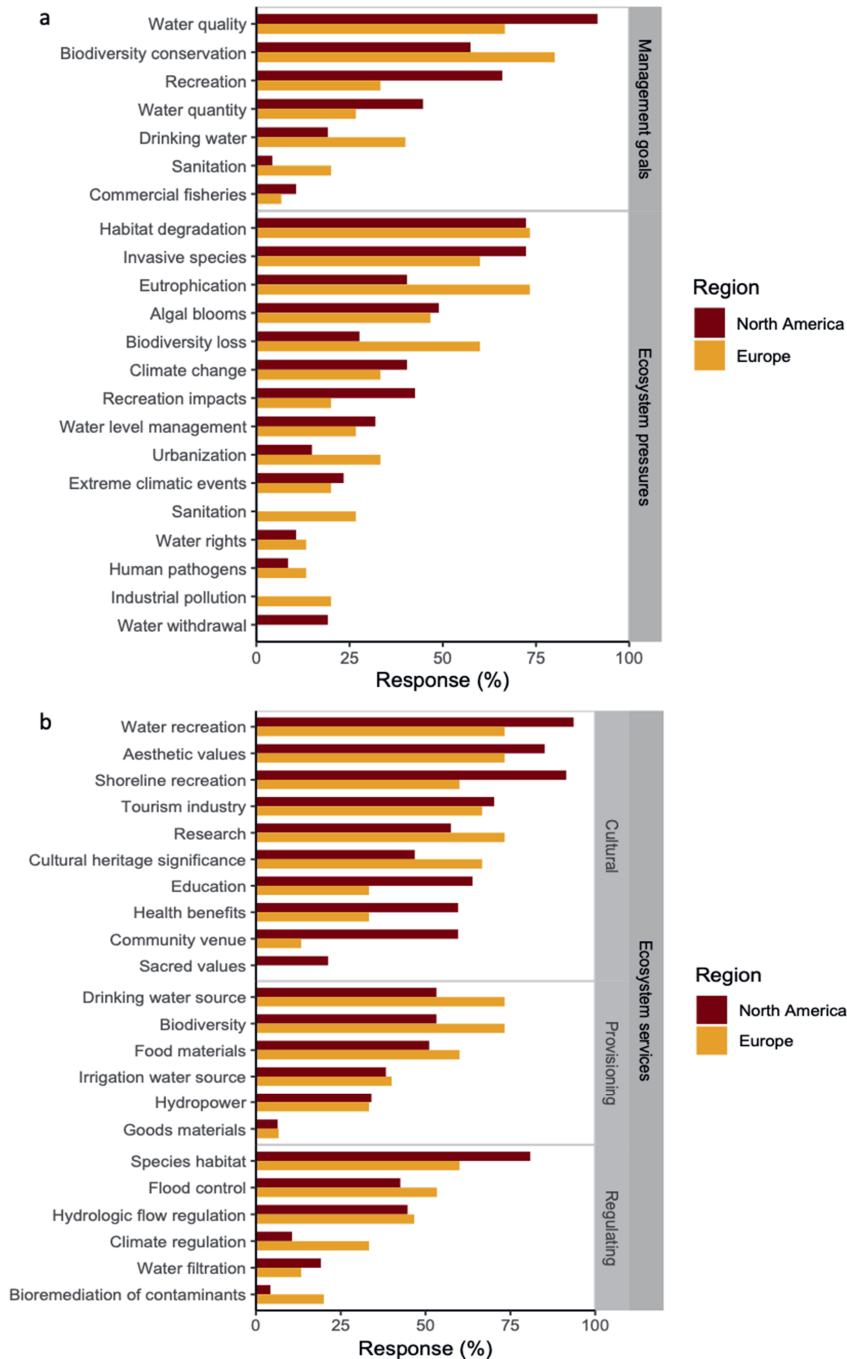 a
Water quality
Biodiversity conservation
Recreation
Water quantity
Drinking water
Sanitation
Commercial fisheries
Management goals
Habitat degradation
Invasive species
Eutrophication
Algal blooms
Biodiversity loss
Climate change
Recreation impacts
Water level management
Urbanization
Extreme climatic events
Sanitation
Water rights
Human pathogens
Industrial pollution
Water withdrawal
Ecosystem pressures
0 25 50 75 100
Response (%)
Region
North America
Europe
b
Water recreation
Aesthetic values
Shoreline recreation
Tourism industry
Research
Cultural heritage significance
Education
Health benefits
Community venue
Sacred values
Cultural
Drinking water source
Biodiversity
Food materials
Irrigation water source
Hydropower
Goods materials
Provisioning
Species habitat
Flood control
Hydrologic flow regulation
Climate regulation
Water filtration
Bioremediation of contaminants
Regulating
Ecosystem services
0 25 50 75 100
Response (%)
Region
North America
Europe